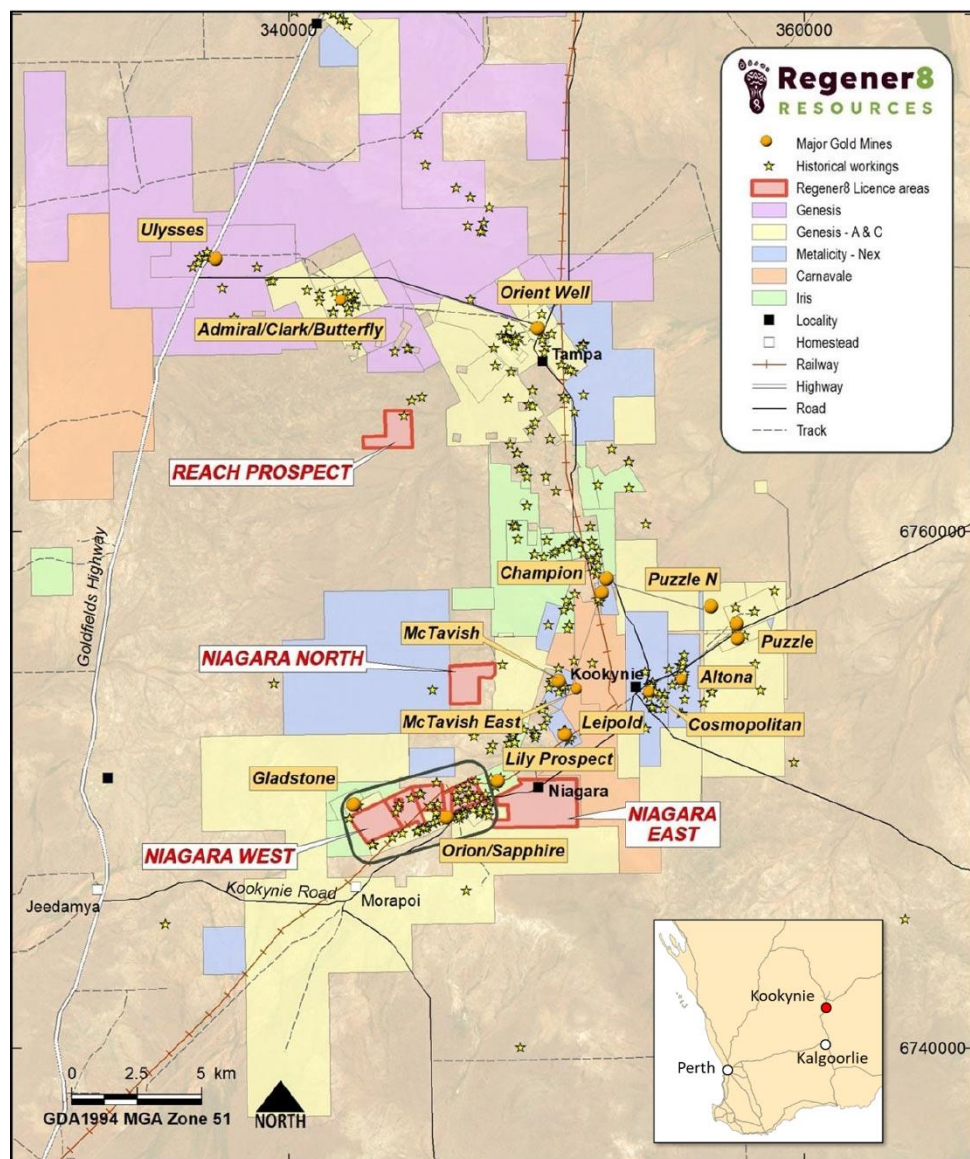 340000
360000
Regener8
RESOURCES
Major Gold Mines
Historical workings
Regener8 Licence areas
Genesis
Genesis - A & C
Metalicity - Nex
Carnavale
Iris
Locality
Homestead
Railway
Highway
Road
Track
Ulysses
Orient Well
Admiral/Clark/Butterfly
Tampa
REACH PROSPECT
6760000
Goldfields Highway
Champion
Puzzle N
McTavish
Puzzle
NIAGARA NORTH
Kookynie
Altona
McTavish East
Leipold
Cosmopolitan
Lily Prospect
Gladstone
Niagara
NIAGARA
EAST
NIAGARA WEST
Orion/Sapphire
Kookynie Road
Jeedamya
Morapoi
Kookynie
Kalgoorlie
Perth
6740000
0 2.5 5 km
GDA1994 MGA Zone 51
NORTH